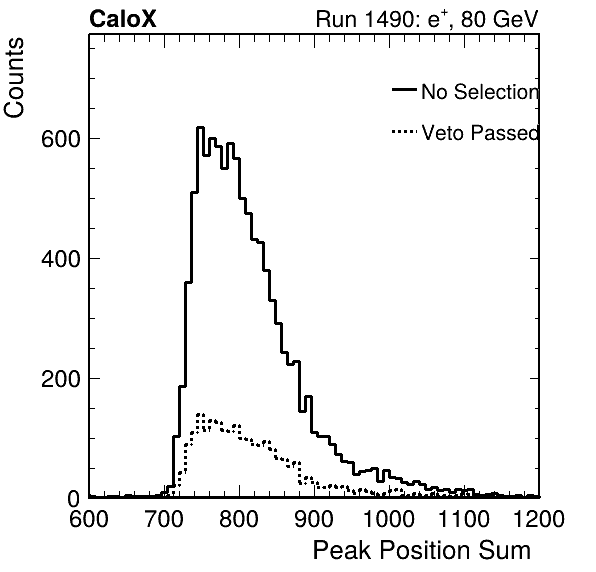 CaloX Run 1490: e⁺, 80 GeV
Counts
No Selection
Veto Passed
600
400
200
0
600 700 800 900 1000 1100 1200
Peak Position Sum